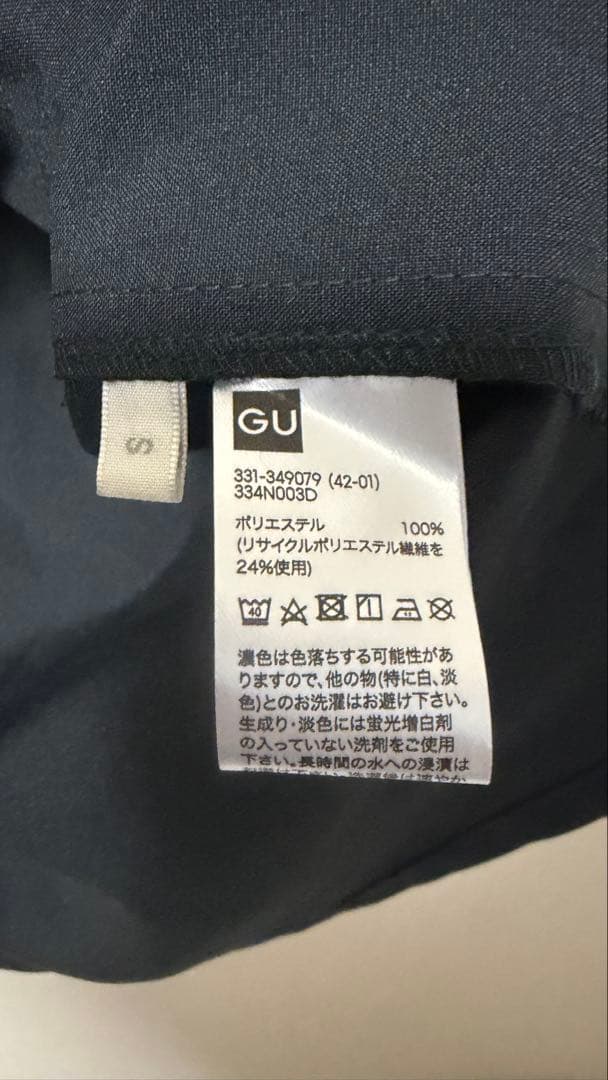 S
GU
331-349079 (42-01)
334N003D
ポリエステル 100%
(リサイクルポリエステル繊維を
24%使用)
40
濃色は色落ちする可能性があ
りますので、他の物(特に白、淡
色)とのお洗濯はお避け下さい。
生成り・淡色には蛍光増白剤
の入っていない洗剤をご使用
下さい。長時間の水への浸漬は